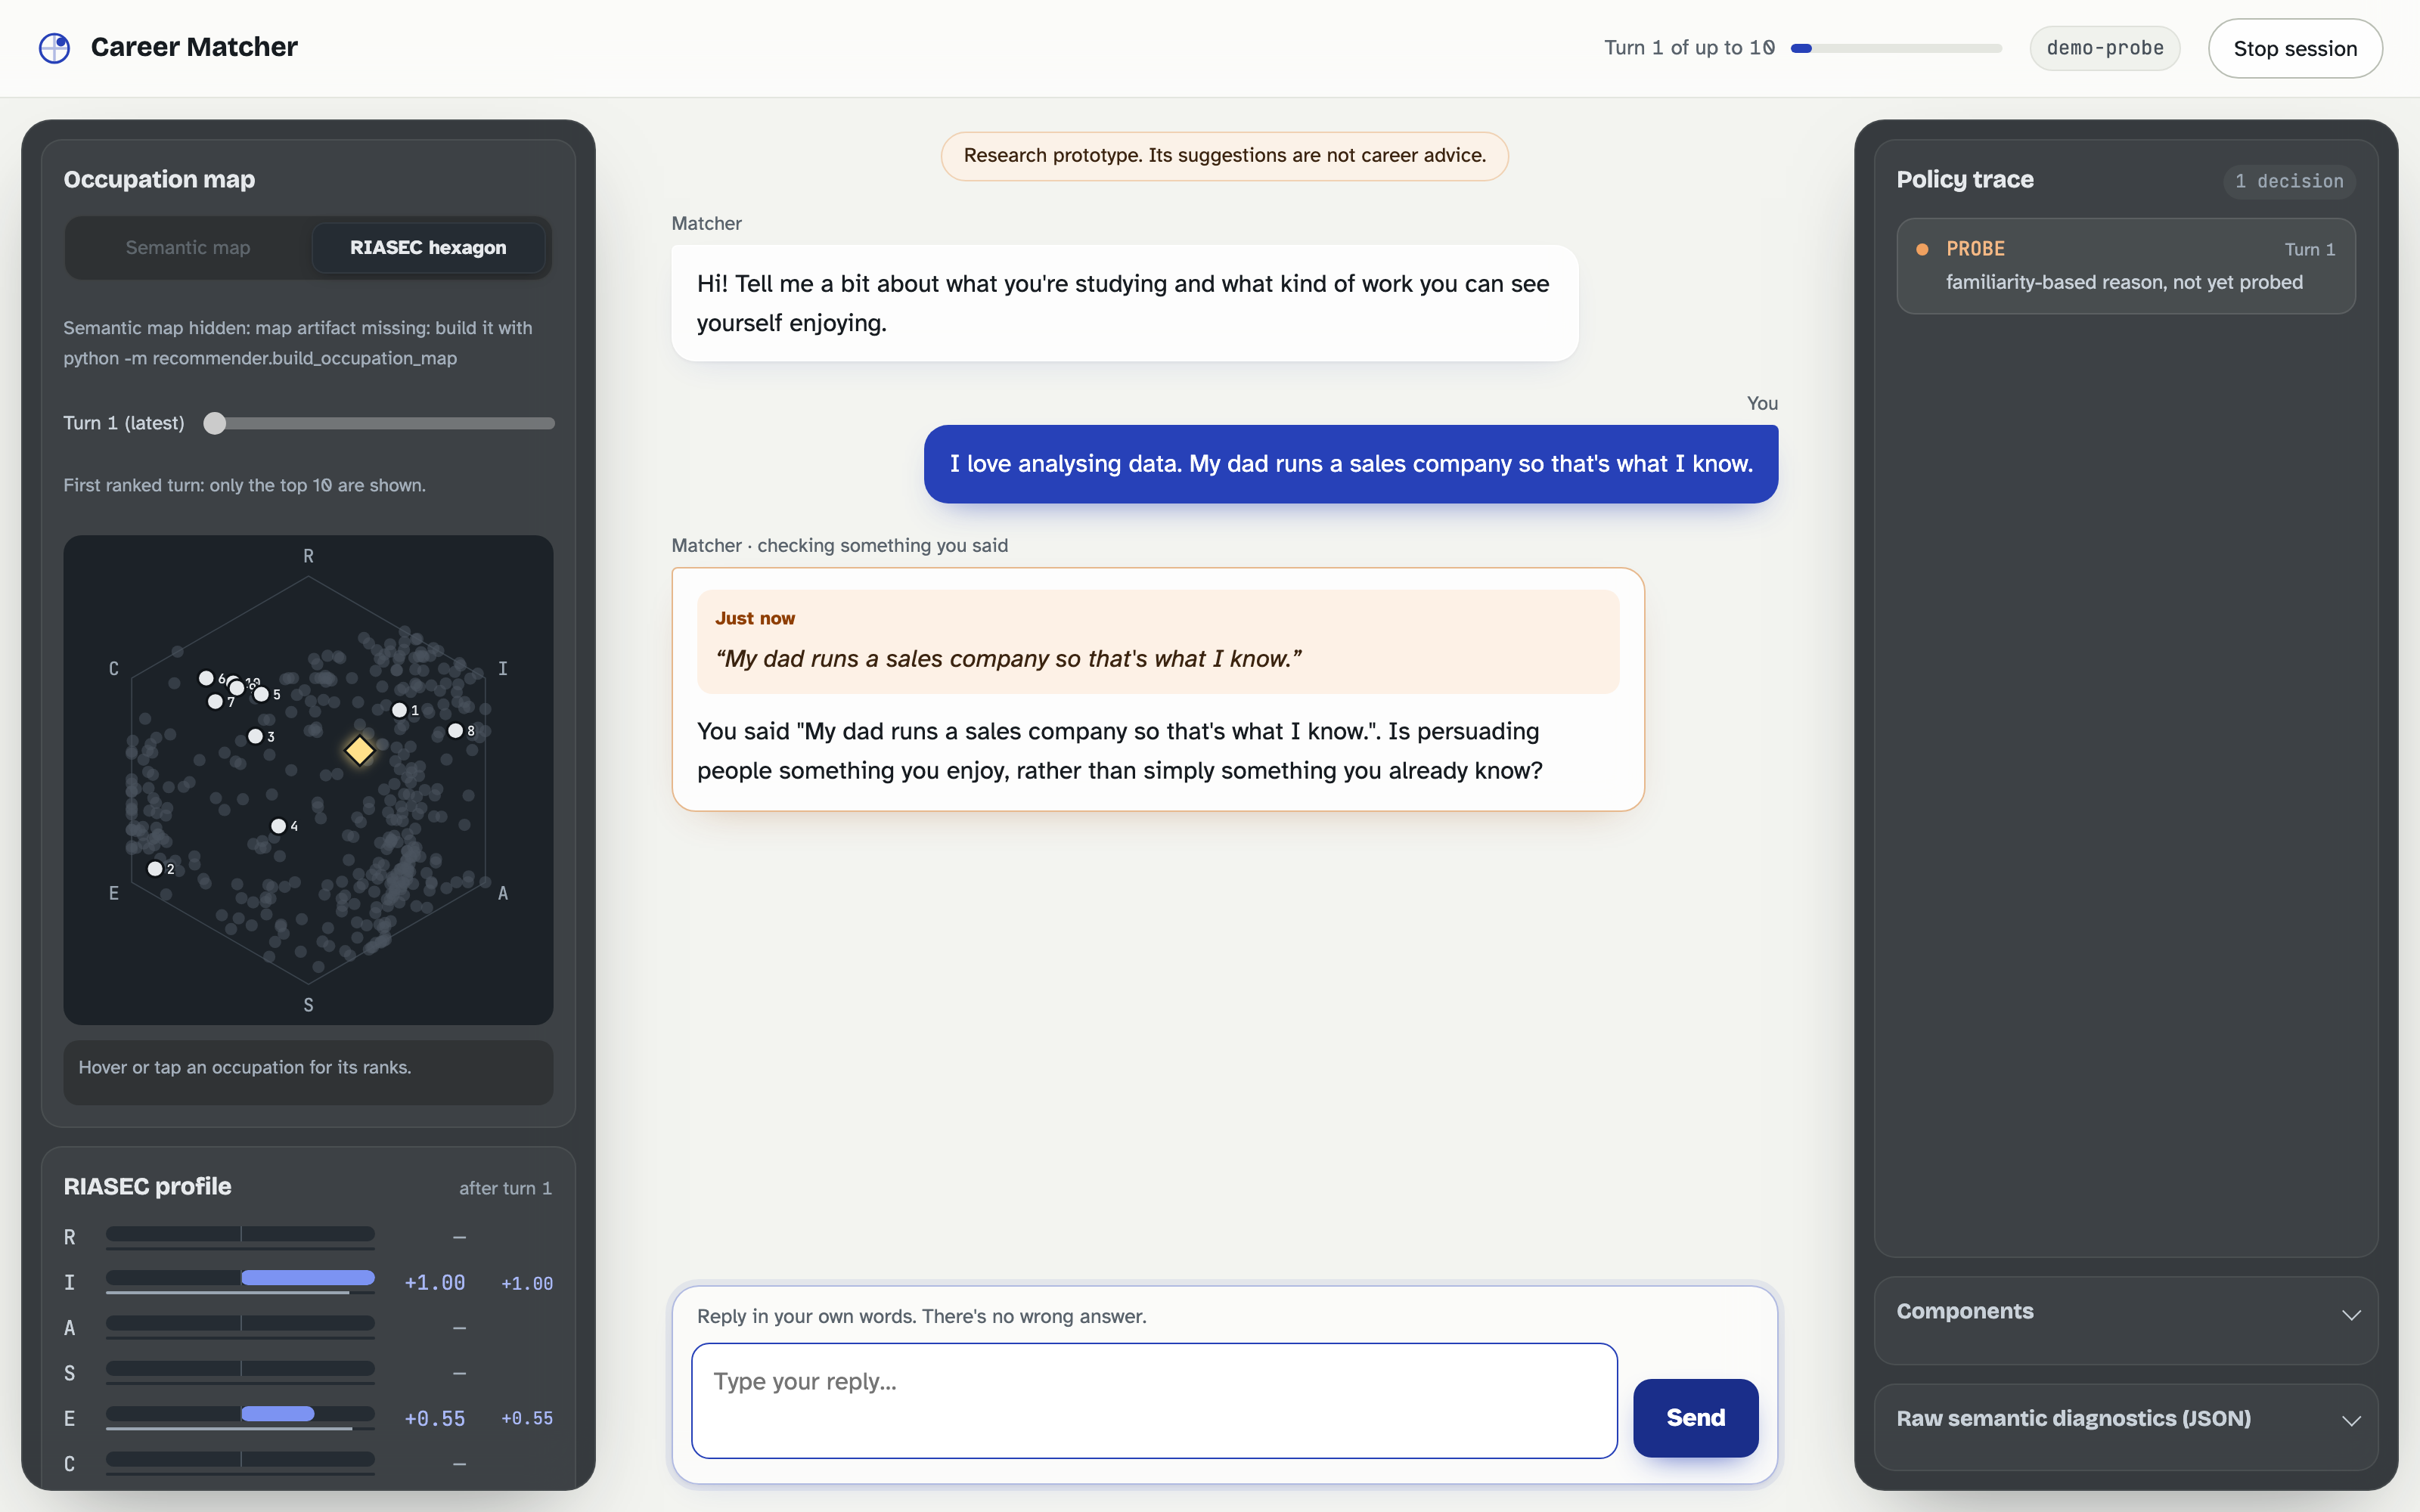 Career Matcher
Turn 1 of up to 10
demo-probe
Stop session
Occupation map
Semantic map
RIASEC hexagon
Semantic map hidden: map artifact missing: build it with
python -m recommender.build_occupation_map
Turn 1 (latest)
First ranked turn: only the top 10 are shown.
R
C
I
6
10
5
7
1
8
3
4
2
E
A
S
Hover or tap an occupation for its ranks.
RIASEC profile
after turn 1
R –
I +1.00 +1.00
A –
S –
E +0.55 +0.55
C –
Research prototype. Its suggestions are not career advice.
Matcher
Hi! Tell me a bit about what you're studying and what kind of work you can see
yourself enjoying.
You
I love analysing data. My dad runs a sales company so that's what I know.
Matcher · checking something you said
Just now
“My dad runs a sales company so that's what I know.”
You said "My dad runs a sales company so that's what I know.". Is persuading
people something you enjoy, rather than simply something you already know?
Reply in your own words. There's no wrong answer.
Type your reply...
Send
Policy trace
1 decision
PROBE
Turn 1
familiarity-based reason, not yet probed
Components
Raw semantic diagnostics (JSON)